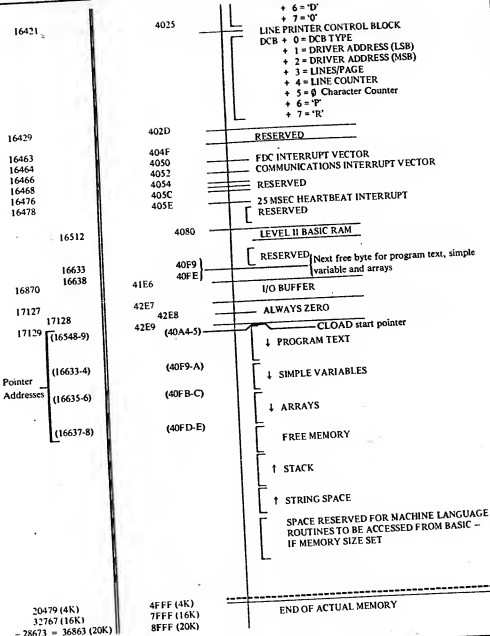 + 6 = 'D'
+ 7 = '0'
16421 4025 LINE PRINTER CONTROL BLOCK
DCB + 0 = DCB TYPE
+ 1 = DRIVER ADDRESS (LSB)
+ 2 = DRIVER ADDRESS (MSB)
+ 3 = LINES/PAGE
+ 4 = LINE COUNTER
+ 5 = ∅ Character Counter
+ 6 = 'P'
+ 7 = 'R'
16429 402D RESERVED
16463 404F
16464 4050 FDC INTERRUPT VECTOR
16466 4052 COMMUNICATIONS INTERRUPT VECTOR
16468 4054 RESERVED
16476 405C
16478 405E 25 MSEC HEARTBEAT INTERRUPT
RESERVED
16512 4080 LEVEL II BASIC RAM
RESERVED
16633 40F9 Next free byte for program text, simple
16638 40FE variable and arrays
16870 41E6 I/O BUFFER
17127 42E7
17128 42E8 ALWAYS ZERO
17129 42E9 CLOAD start pointer
(16548-9) (40A4-5) ↓ PROGRAM TEXT
(16633-4) (40F9-A) ↓ SIMPLE VARIABLES
Pointer
Addresses
(16635-6) (40FB-C) ↓ ARRAYS
(16637-8) (40FD-E) FREE MEMORY
↑ STACK
↑ STRING SPACE
SPACE RESERVED FOR MACHINE LANGUAGE
ROUTINES TO BE ACCESSED FROM BASIC –
IF MEMORY SIZE SET
20479 (4K) 4FFF (4K) END OF ACTUAL MEMORY
32767 (16K) 7FFF (16K)
– 28673 = 36863 (20K) 8FFF (20K)